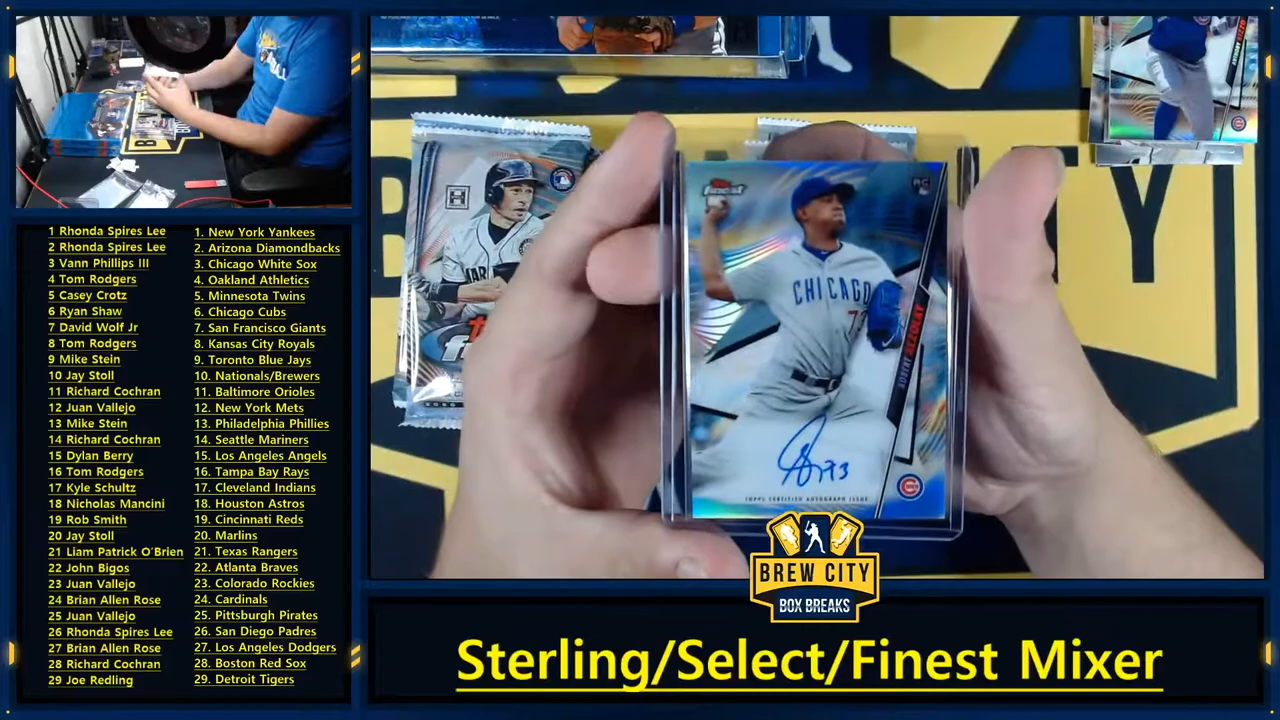 1 Rhonda Spires Lee
2 Rhonda Spires Lee
3 Vann Phillips III
4 Tom Rodgers
5 Casey Crotz
6 Ryan Shaw
7 David Wolf Jr
8 Tom Rodgers
9 Mike Stein
10 Jay Stoll
11 Richard Cochran
12 Juan Vallejo
13 Mike Stein
14 Richard Cochran
15 Dylan Berry
16 Tom Rodgers
17 Kyle Schultz
18 Nicholas Mancini
19 Rob Smith
20 Jay Stoll
21 Liam Patrick O'Brien
22 John Bigos
23 Juan Vallejo
24 Brian Allen Rose
25 Juan Vallejo
26 Rhonda Spires Lee
27 Brian Allen Rose
28 Richard Cochran
29 Joe Redling
1. New York Yankees
2. Arizona Diamondbacks
3. Chicago White Sox
4. Oakland Athletics
5. Minnesota Twins
6. Chicago Cubs
7. San Francisco Giants
8. Kansas City Royals
9. Toronto Blue Jays
10. Nationals/Brewers
11. Baltimore Orioles
12. New York Mets
13. Philadelphia Phillies
14. Seattle Mariners
15. Los Angeles Angels
16. Tampa Bay Rays
17. Cleveland Indians
18. Houston Astros
19. Cincinnati Reds
20. Marlins
21. Texas Rangers
22. Atlanta Braves
23. Colorado Rockies
24. Cardinals
25. Pittsburgh Pirates
26. San Diego Padres
27. Los Angeles Dodgers
28. Boston Red Sox
29. Detroit Tigers
finest
RC
CHICAGO
TOPPS CERTIFIED AUTOGRAPH ISSUE
BREW CITY
BOX BREAKS
Sterling/Select/Finest Mixer